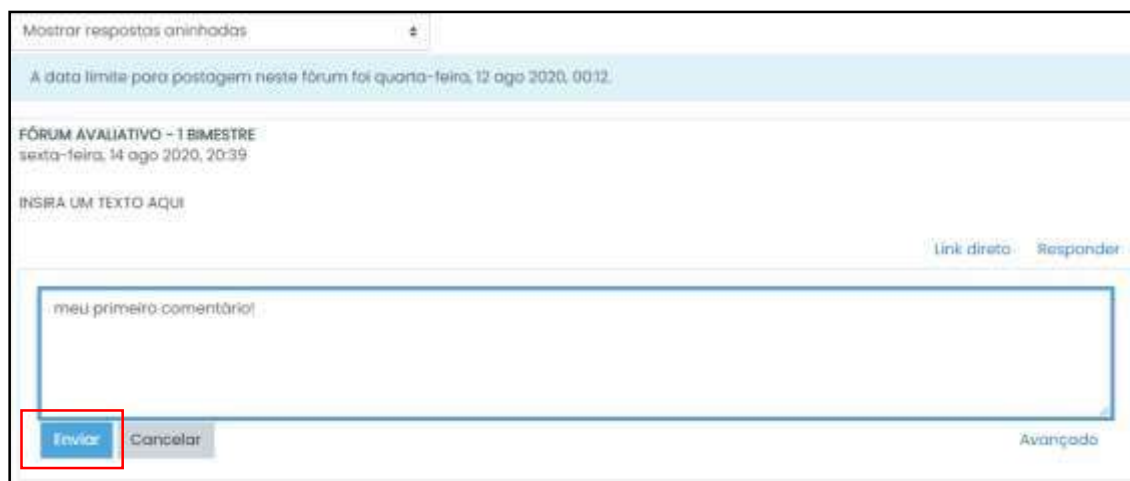 Mostrar respostas aninhadas
A data limite para postagem neste fórum foi quarta-feira, 12 ago 2020, 00:12.
FÓRUM AVALIATIVO - 1 BIMESTRE
sexta-feira, 14 ago 2020, 20:39
INSIRA UM TEXTO AQUI
Link direto Responder
meu primeiro comentário!
Enviar Cancelar Avançado